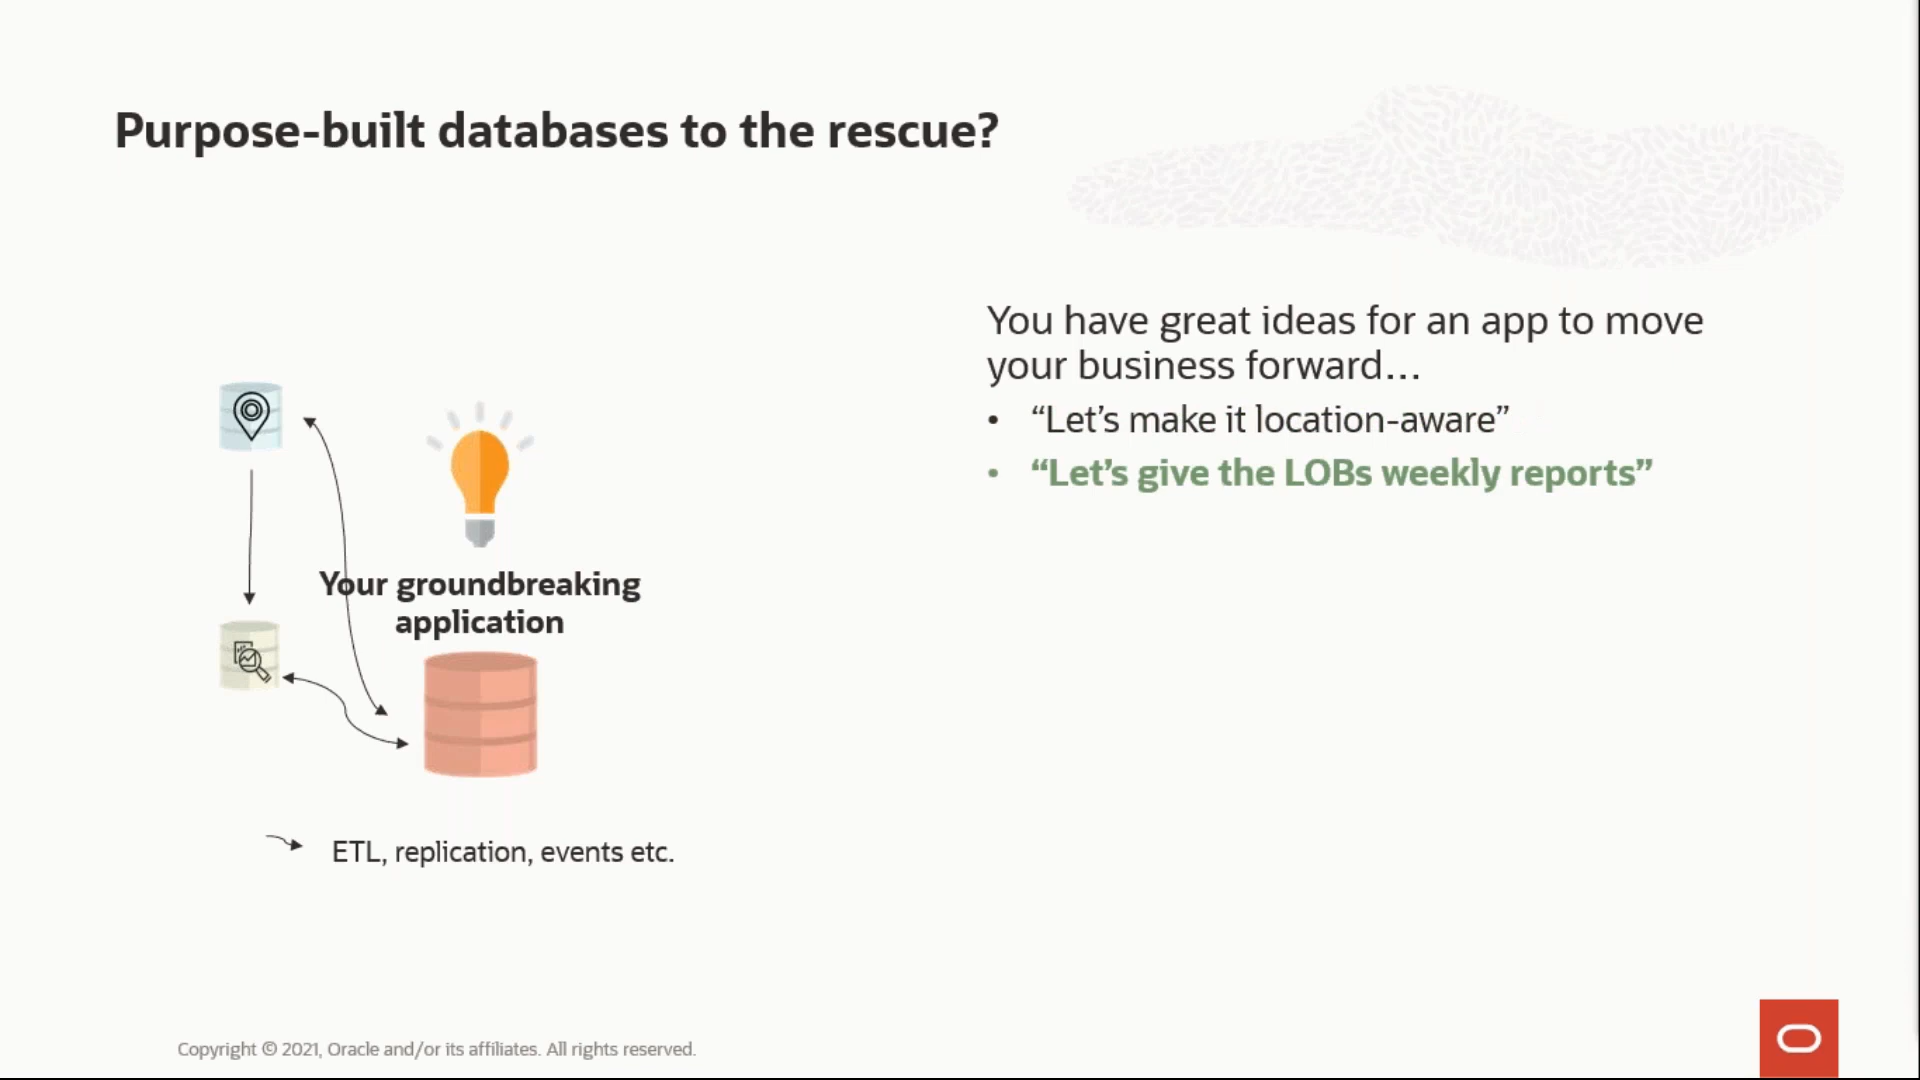 Purpose-built databases to the rescue?
You have great ideas for an app to move
your business forward...
• “Let’s make it location-aware”
• “Let’s give the LOBs weekly reports”
Your groundbreaking
application
ETL, replication, events etc.
Copyright © 2021, Oracle and/or its affiliates. All rights reserved.